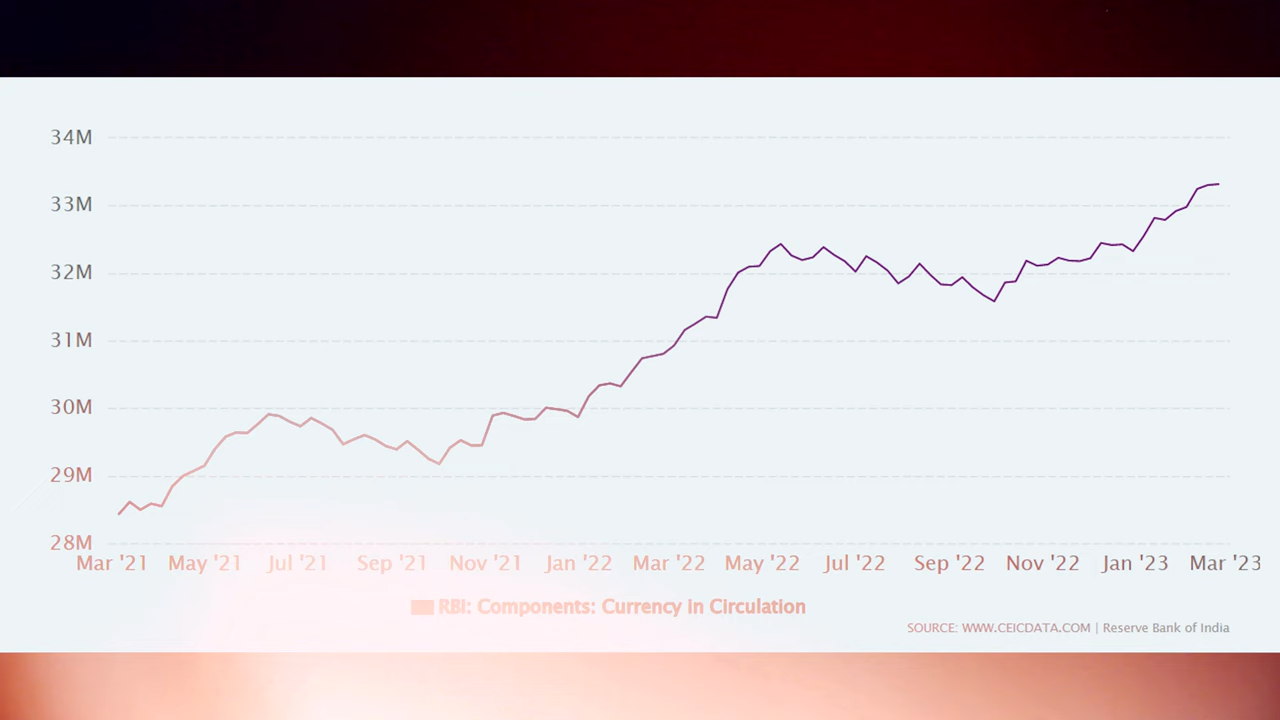 34M
33M
32M
31M
30M
29M
28M
Mar '21 May '21 Jul '21 Sep '21 Nov '21 Jan '22 Mar '22 May '22 Jul '22 Sep '22 Nov '22 Jan '23 Mar '23
RBI: Components: Currency in Circulation
SOURCE: WWW.CEICDATA.COM | Reserve Bank of India